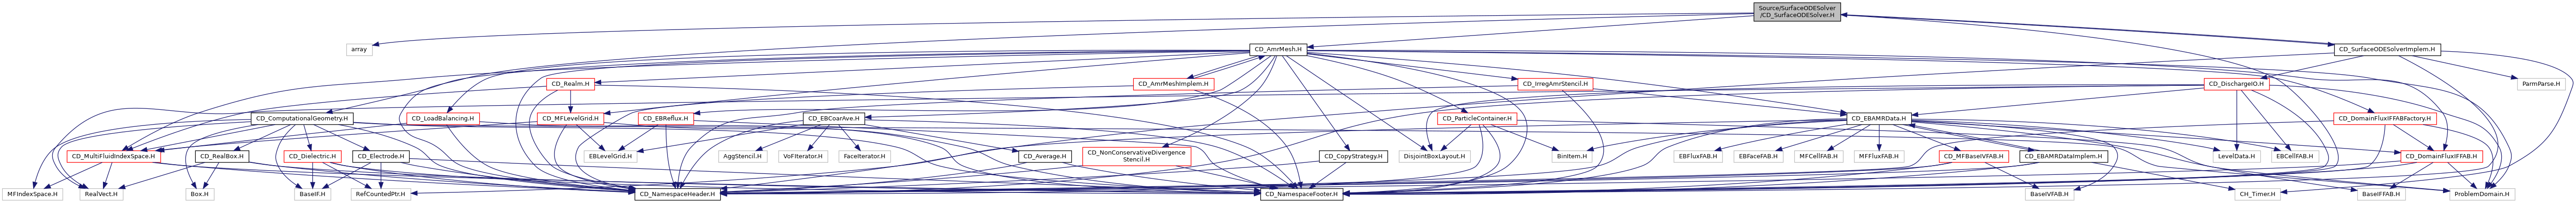 Source/SurfaceODESolver
/CD_SurfaceODESolver.H
array
CD_AmrMesh.H
CD_SurfaceODESolverImplem.H
CD_Realm.H
CD_AmrMeshImplem.H
CD_IrregAmrStencil.H
CD_DischargeIO.H
ParmParse.H
CD_ComputationalGeometry.H
CD_LoadBalancing.H
CD_MFLevelGrid.H
CD_EBReflux.H
CD_EBCoarAve.H
CD_ParticleContainer.H
CD_EBAMRData.H
CD_DomainFluxIFFABFactory.H
CD_MultiFluidIndexSpace.H
CD_RealBox.H
CD_Dielectric.H
CD_Electrode.H
EBLevelGrid.H
AggStencil.H
VoFIterator.H
FaceIterator.H
CD_Average.H
CD_NonConservativeDivergence
Stencil.H
CD_CopyStrategy.H
DisjointBoxLayout.H
BinItem.H
EBFluxFAB.H
EBFaceFAB.H
MFCellFAB.H
MFFluxFAB.H
CD_MFBaseIVFAB.H
CD_EBAMRDataImplem.H
LevelData.H
EBCellFAB.H
CD_DomainFluxIFFAB.H
MFIndexSpace.H
RealVect.H
Box.H
BaseIF.H
RefCountedPtr.H
CD_NamespaceHeader.H
CD_NamespaceFooter.H
BaseIVFAB.H
CH_Timer.H
BaseIFFAB.H
ProblemDomain.H